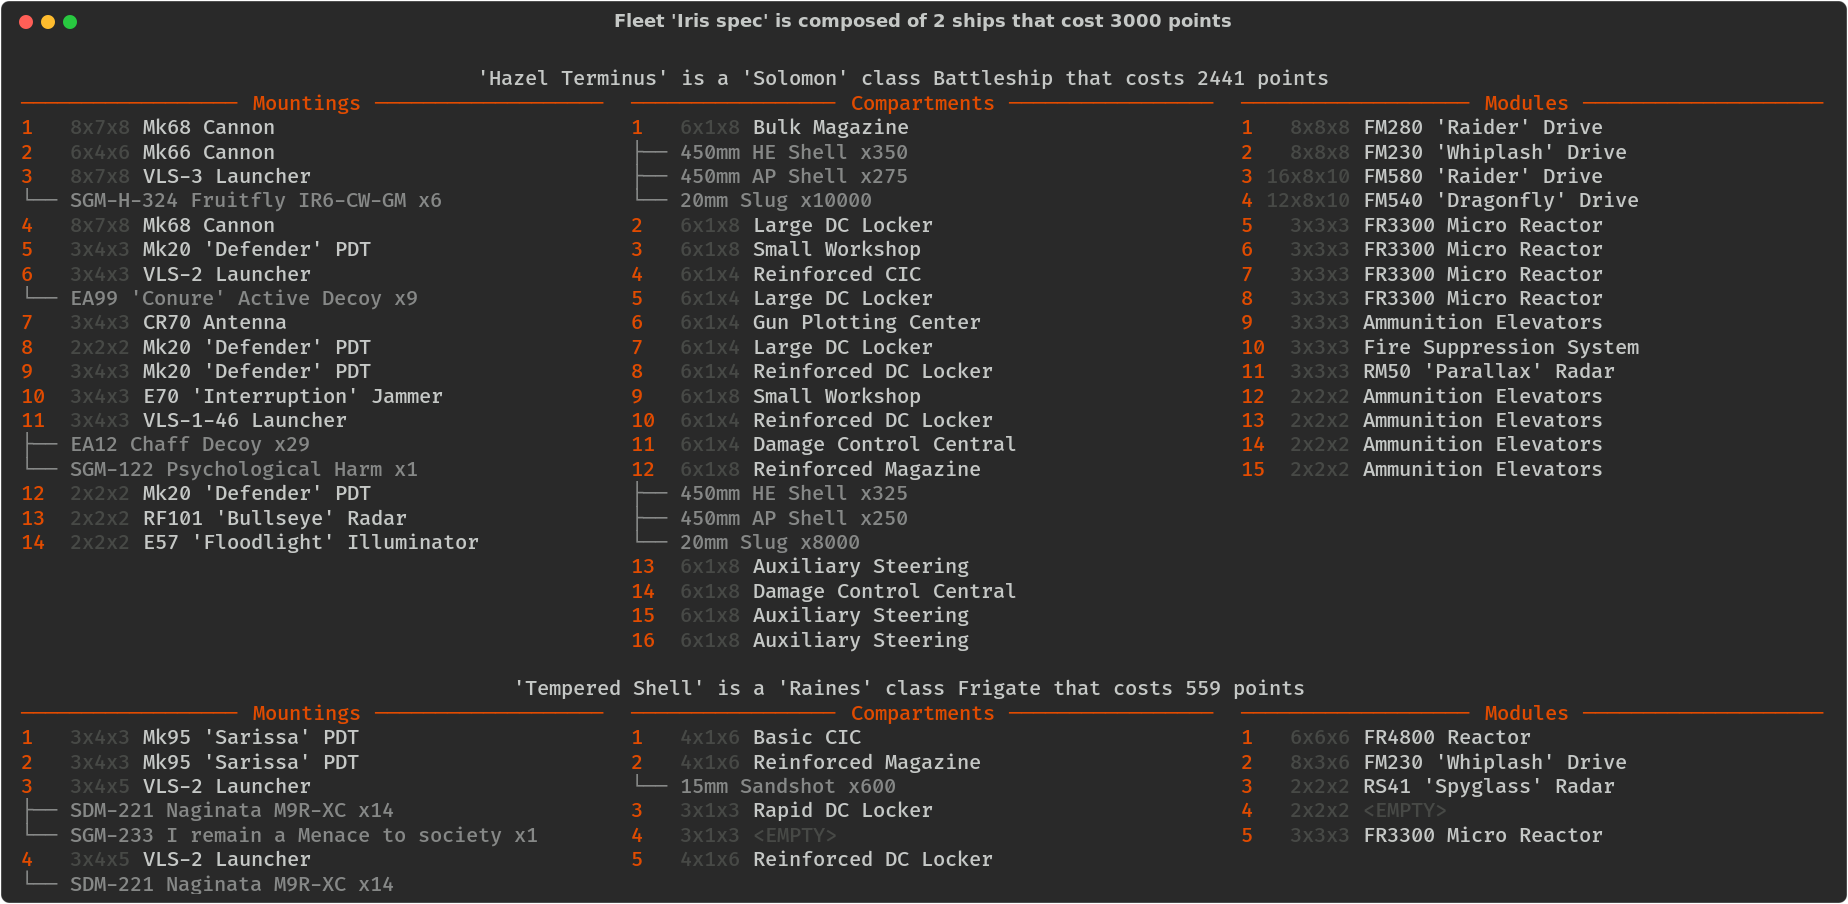 Fleet 'Iris spec' is composed of 2 ships that cost 3000 points
'Hazel Terminus' is a 'Solomon' class Battleship that costs 2441 points
Mountings
1 8x7x8 Mk68 Cannon
2 6x4x6 Mk66 Cannon
3 8x7x8 VLS-3 Launcher
SGM-H-324 Fruitfly IR6-CW-GM x6
4 8x7x8 Mk68 Cannon
5 3x4x3 Mk20 'Defender' PDT
6 3x4x3 VLS-2 Launcher
EA99 'Conure' Active Decoy x9
7 3x4x3 CR70 Antenna
8 2x2x2 Mk20 'Defender' PDT
9 3x4x3 Mk20 'Defender' PDT
10 3x4x3 E70 'Interruption' Jammer
11 3x4x3 VLS-1-46 Launcher
EA12 Chaff Decoy x29
SGM-122 Psychological Harm x1
12 2x2x2 Mk20 'Defender' PDT
13 2x2x2 RF101 'Bullseye' Radar
14 2x2x2 E57 'Floodlight' Illuminator
Compartments
1 6x1x8 Bulk Magazine
450mm HE Shell x350
450mm AP Shell x275
20mm Slug x10000
2 6x1x8 Large DC Locker
3 6x1x8 Small Workshop
4 6x1x4 Reinforced CIC
5 6x1x4 Large DC Locker
6 6x1x4 Gun Plotting Center
7 6x1x4 Large DC Locker
8 6x1x4 Reinforced DC Locker
9 6x1x8 Small Workshop
10 6x1x4 Reinforced DC Locker
11 6x1x4 Damage Control Central
12 6x1x8 Reinforced Magazine
450mm HE Shell x325
450mm AP Shell x250
20mm Slug x8000
13 6x1x8 Auxiliary Steering
14 6x1x8 Damage Control Central
15 6x1x8 Auxiliary Steering
16 6x1x8 Auxiliary Steering
Modules
1 8x8x8 FM280 'Raider' Drive
2 8x8x8 FM230 'Whiplash' Drive
3 16x8x10 FM580 'Raider' Drive
4 12x8x10 FM540 'Dragonfly' Drive
5 3x3x3 FR3300 Micro Reactor
6 3x3x3 FR3300 Micro Reactor
7 3x3x3 FR3300 Micro Reactor
8 3x3x3 FR3300 Micro Reactor
9 3x3x3 Ammunition Elevators
10 3x3x3 Fire Suppression System
11 3x3x3 RM50 'Parallax' Radar
12 2x2x2 Ammunition Elevators
13 2x2x2 Ammunition Elevators
14 2x2x2 Ammunition Elevators
15 2x2x2 Ammunition Elevators
'Tempered Shell' is a 'Raines' class Frigate that costs 559 points
Mountings
1 3x4x3 Mk95 'Sarissa' PDT
2 3x4x3 Mk95 'Sarissa' PDT
3 3x4x5 VLS-2 Launcher
SDM-221 Naginata M9R-XC x14
SGM-233 I remain a Menace to society x1
4 3x4x5 VLS-2 Launcher
SDM-221 Naginata M9R-XC x14
Compartments
1 4x1x6 Basic CIC
2 4x1x6 Reinforced Magazine
15mm Sandshot x600
3 3x1x3 Rapid DC Locker
4 3x1x3 <EMPTY>
5 4x1x6 Reinforced DC Locker
Modules
1 6x6x6 FR4800 Reactor
2 8x3x6 FM230 'Whiplash' Drive
3 2x2x2 RS41 'Spyglass' Radar
4 2x2x2 <EMPTY>
5 3x3x3 FR3300 Micro Reactor